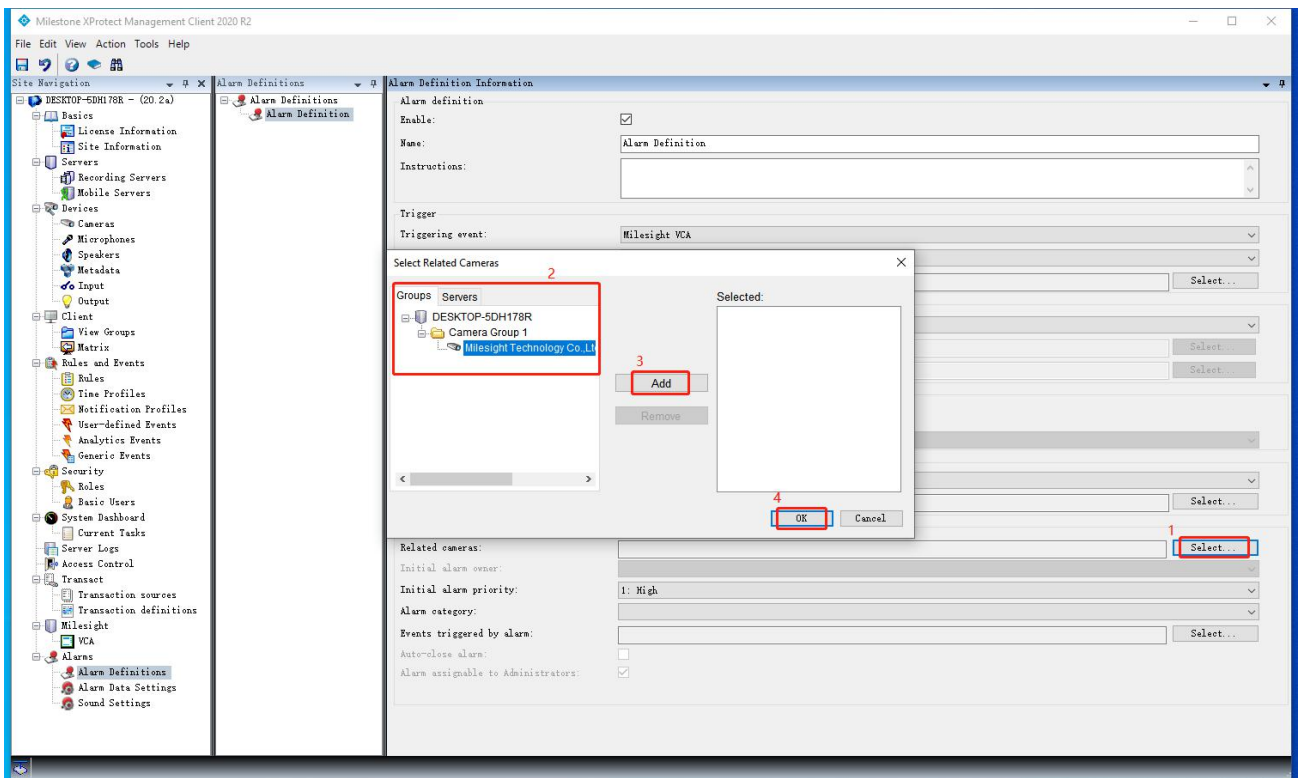 Milestone XProtect Management Client 2020 R2
File Edit View Action Tools Help
Site Navigation
DESKTOP-5DH178R - (20.2a)
Basics
License Information
Site Information
Servers
Recording Servers
Mobile Servers
Devices
Cameras
Microphones
Speakers
Metadata
Input
Output
Client
View Groups
Matrix
Rules and Events
Rules
Time Profiles
Notification Profiles
User-defined Events
Analytics Events
Generic Events
Security
Roles
Basic Users
System Dashboard
Current Tasks
Server Logs
Access Control
Transact
Transaction sources
Transaction definitions
Milesight
VCA
Alarms
Alarm Definitions
Alarm Data Settings
Sound Settings
Alarm Definitions
Alarm Definitions
Alarm Definition
Alarm Definition Information
Alarm definition
Enable:
Name: Alarm Definition
Instructions:
Trigger
Triggering event: Milesight VCA
Select...
Select...
Select...
Select...
Select Related Cameras
2
Groups Servers
DESKTOP-5DH178R
Camera Group 1
Milesight Technology Co.,Lt
3
Add
Remove
Selected:
4
OK Cancel
1
Related cameras: Select...
Initial alarm owner:
Initial alarm priority: 1: High
Alarm category:
Events triggered by alarm: Select...
Auto-close alarm:
Alarm assignable to Administrators: